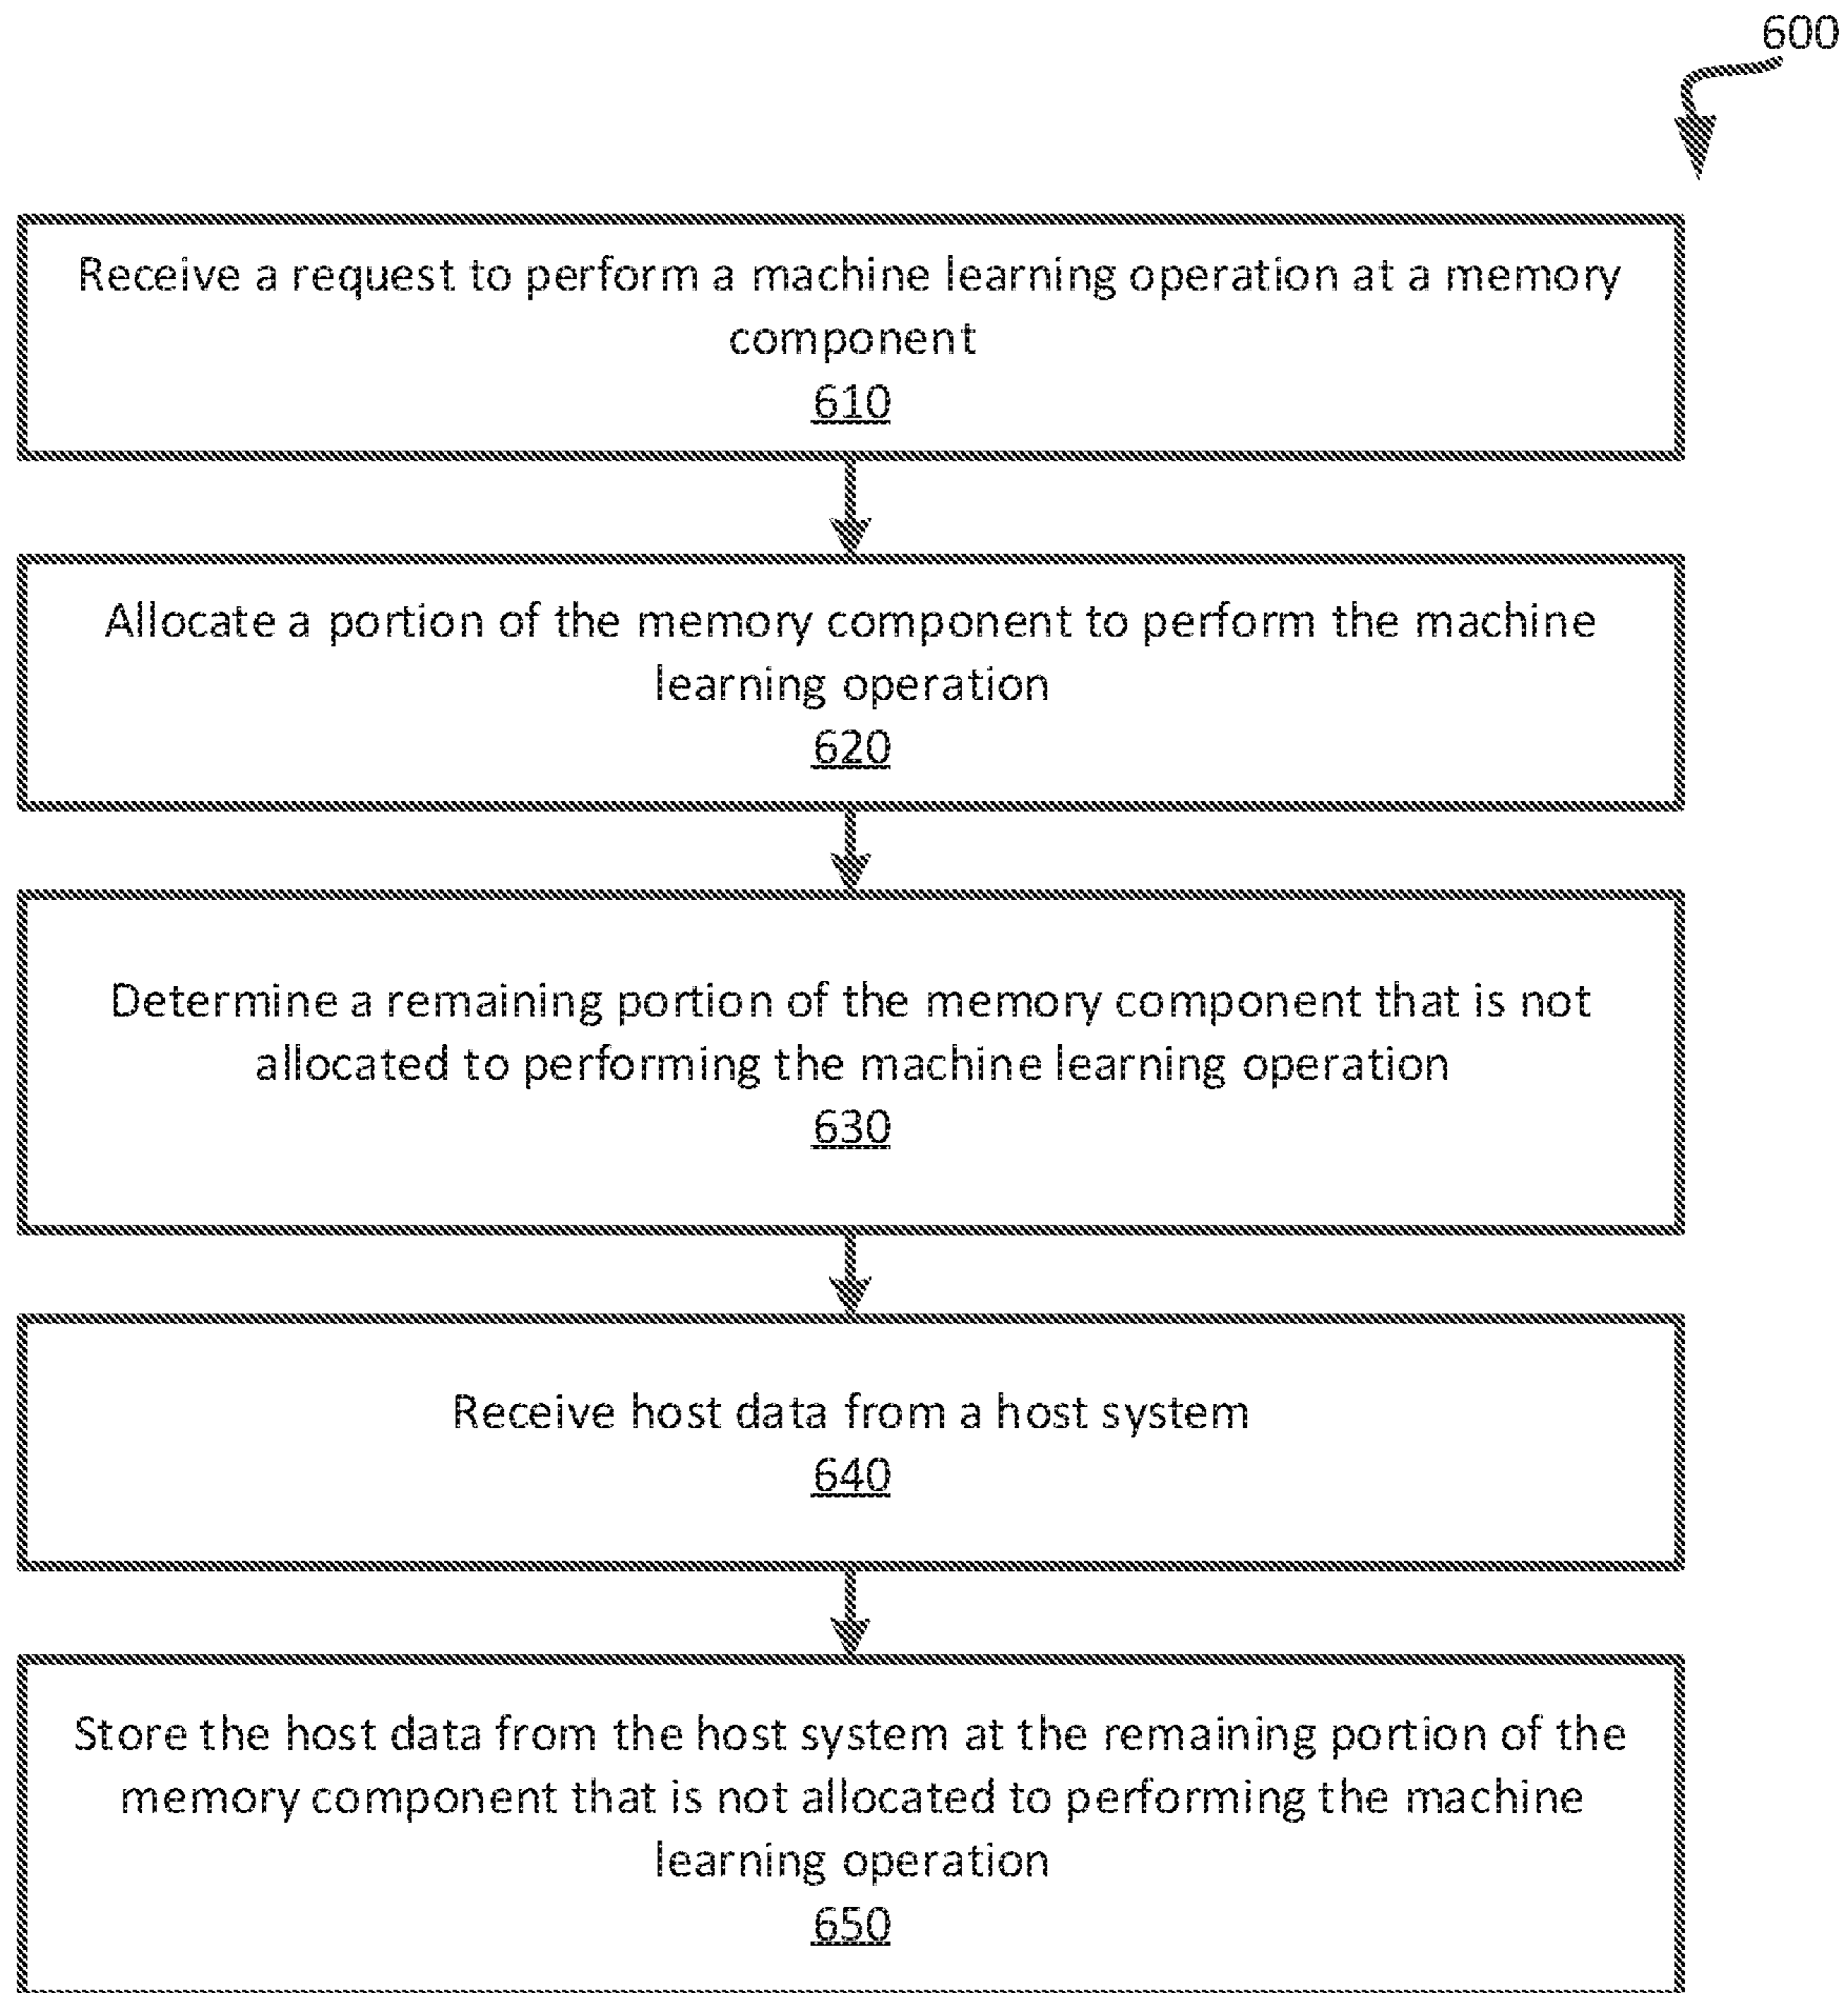 600
Receive a request to perform a machine learning operation at a memory
component
610
Allocate a portion of the memory component to perform the machine
learning operation
620
Determine a remaining portion of the memory component that is not
allocated to performing the machine learning operation
630
Receive host data from a host system
640
Store the host data from the host system at the remaining portion of the
memory component that is not allocated to performing the machine
learning operation
650